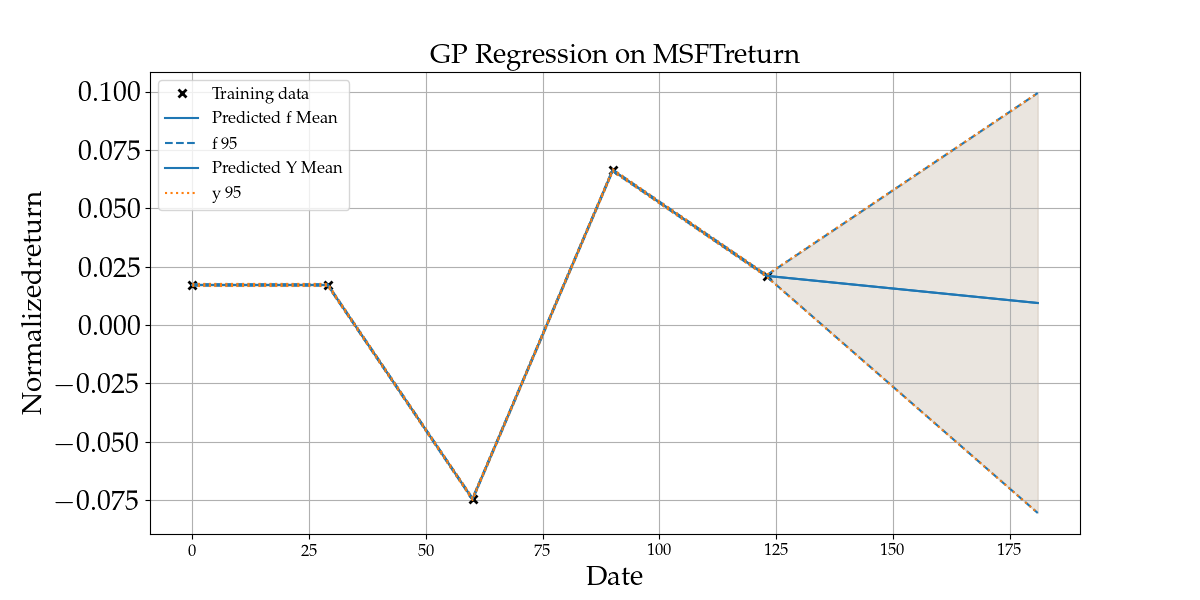 GP Regression on MSFTreturn
Training data
Predicted f Mean
f 95
Predicted Y Mean
y 95
Normalizedreturn
0.100
0.075
0.050
0.025
0.000
−0.025
−0.050
−0.075
0 25 50 75 100 125 150 175
Date